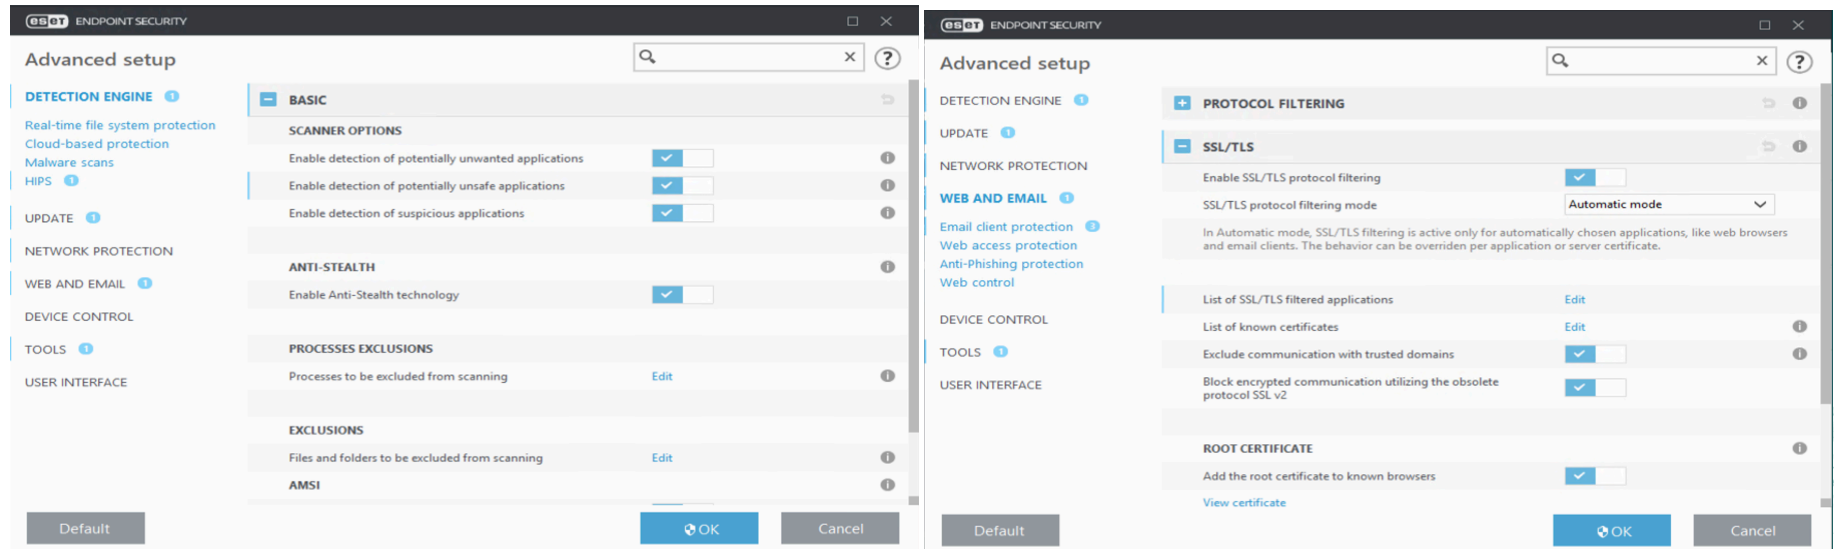 eset ENDPOINT SECURITY
Advanced setup
?
DETECTION ENGINE 1
Real-time file system protection
Cloud-based protection
Malware scans
HIPS 1
UPDATE 1
NETWORK PROTECTION
WEB AND EMAIL 1
DEVICE CONTROL
TOOLS 1
USER INTERFACE
BASIC
SCANNER OPTIONS
Enable detection of potentially unwanted applications
Enable detection of potentially unsafe applications
Enable detection of suspicious applications
ANTI-STEALTH
Enable Anti-Stealth technology
PROCESSES EXCLUSIONS
Processes to be excluded from scanning Edit
EXCLUSIONS
Files and folders to be excluded from scanning Edit
AMSI
Default OK Cancel
eset ENDPOINT SECURITY
Advanced setup
?
DETECTION ENGINE 1
UPDATE 1
NETWORK PROTECTION
WEB AND EMAIL 1
Email client protection 3
Web access protection
Anti-Phishing protection
Web control
DEVICE CONTROL
TOOLS 1
USER INTERFACE
PROTOCOL FILTERING
SSL/TLS
Enable SSL/TLS protocol filtering
SSL/TLS protocol filtering mode Automatic mode
In Automatic mode, SSL/TLS filtering is active only for automatically chosen applications, like web browsers
and email clients. The behavior can be overriden per application or server certificate.
List of SSL/TLS filtered applications Edit
List of known certificates Edit
Exclude communication with trusted domains
Block encrypted communication utilizing the obsolete
protocol SSL v2
ROOT CERTIFICATE
Add the root certificate to known browsers
View certificate
Default OK Cancel